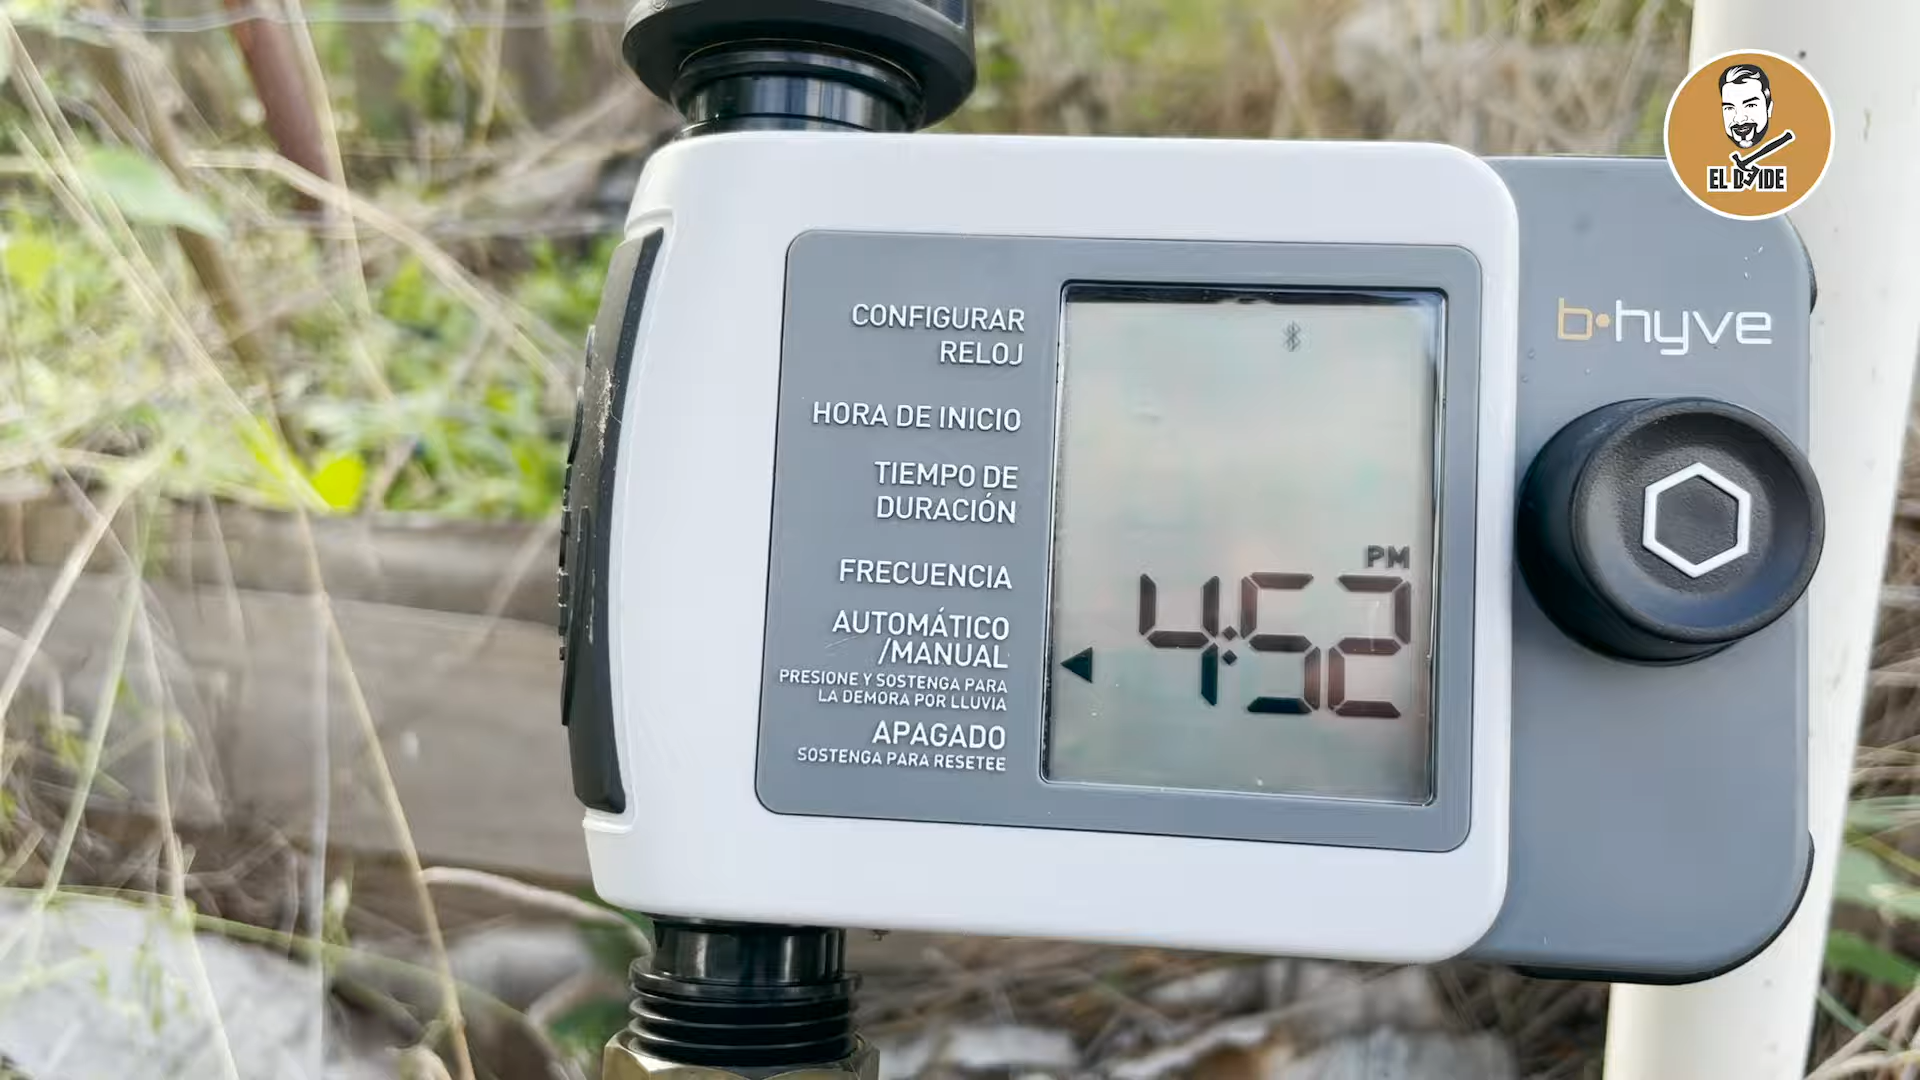 EL D IDE
b•hyve
CONFIGURAR
RELOJ
HORA DE INICIO
TIEMPO DE
DURACIÓN
FRECUENCIA
AUTOMÁTICO
/MANUAL
PRESIONE Y SOSTENGA PARA
LA DEMORA POR LLUVIA
APAGADO
SOSTENGA PARA RESETEE
PM
4:52